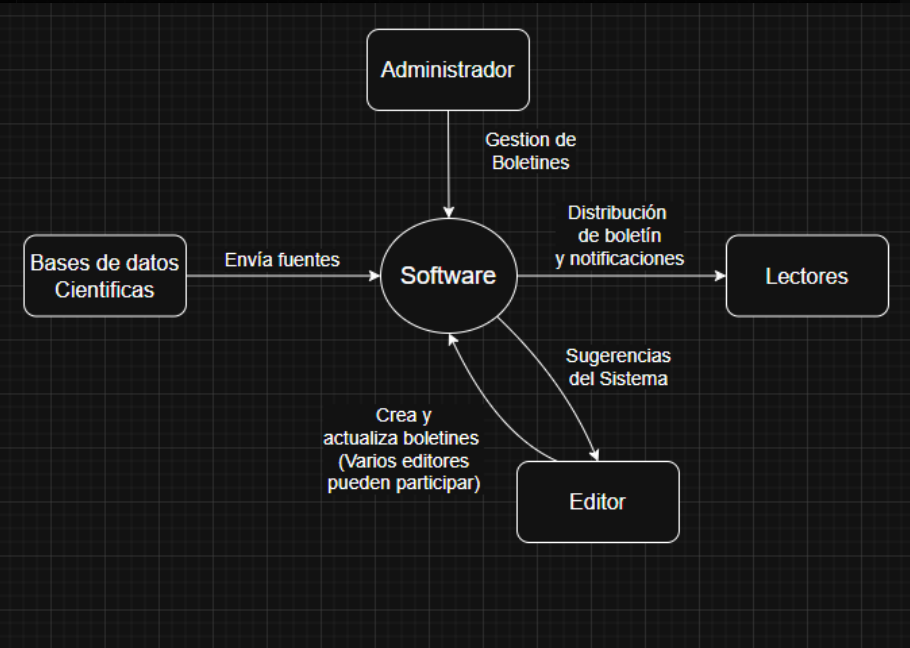 Administrador
Gestion de
Boletines
Distribución
de boletín
y notificaciones
Bases de datos
Cientifícas
Envía fuentes
Software
Lectores
Sugerencias
del Sistema
Crea y
actualiza boletines
(Varios editores
pueden participar)
Editor